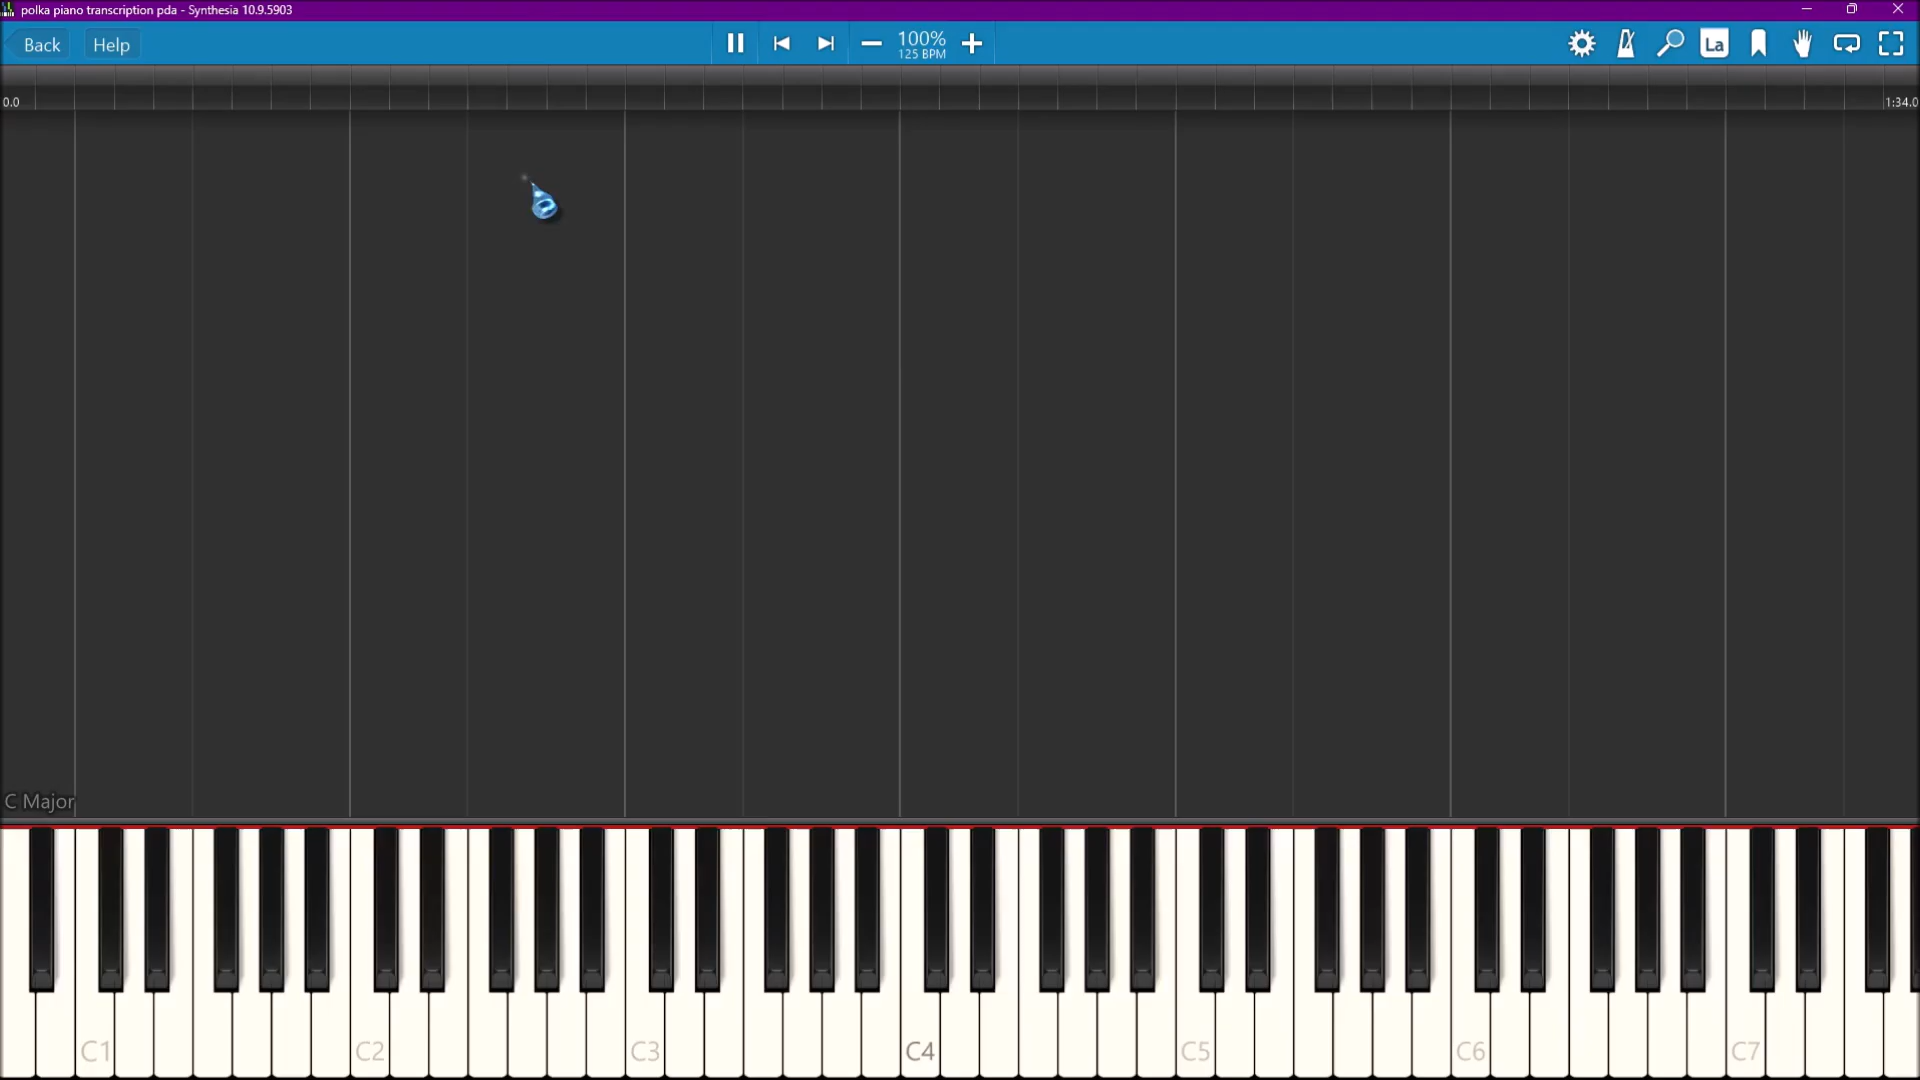 polka piano transcription pda - Synthesia 10.9.5903
Back
Help
100%
125 BPM
La
0.0
1:34.0
C Major
C1
C2
C3
C4
C5
C6
C7